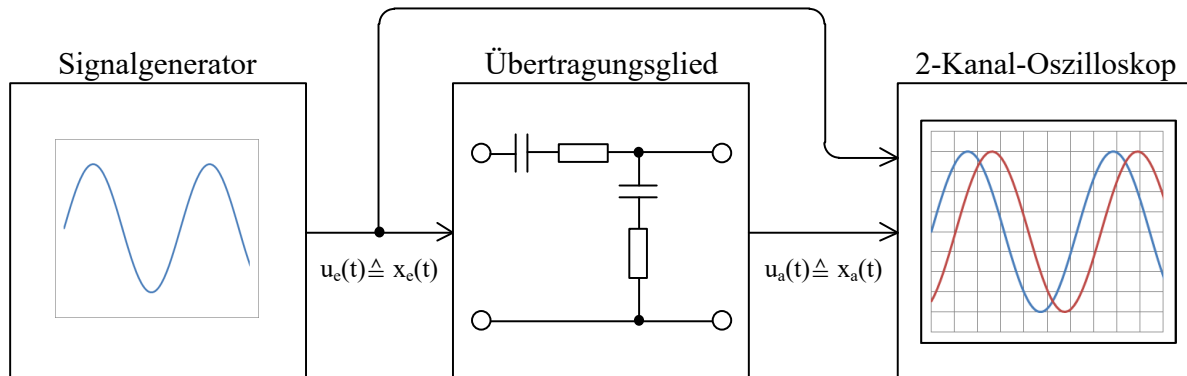 Signalgenerator
Übertragungsglied
2-Kanal-Oszilloskop
uₑ(t)≙ xₑ(t)
uₐ(t)≙ xₐ(t)